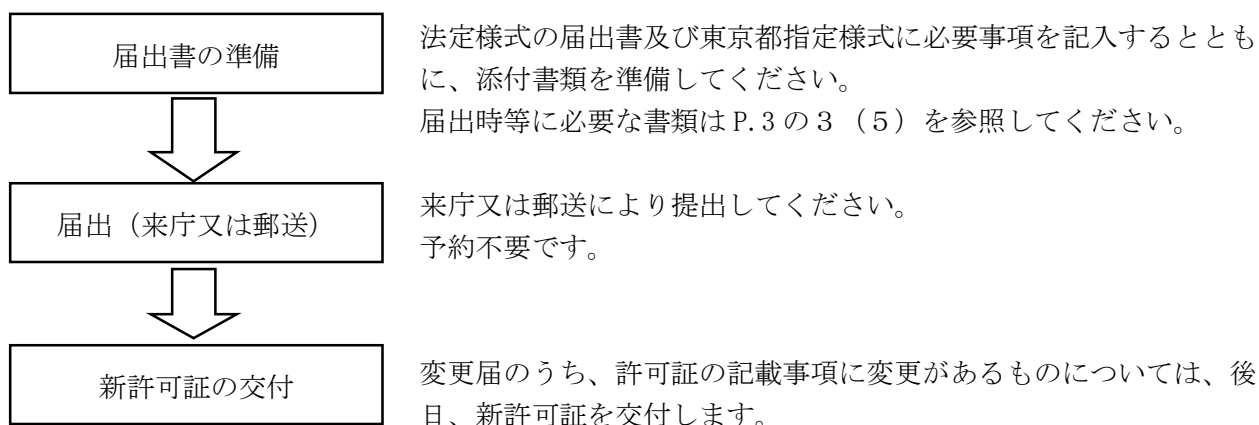 届出書の準備
法定様式の届出書及び東京都指定様式に必要事項を記入するととも
に、添付書類を準備してください。
届出時等に必要な書類は P.3 の３（５）を参照してください。
届出（来庁又は郵送）
来庁又は郵送により提出してください。
予約不要です。
新許可証の交付
変更届のうち、許可証の記載事項に変更があるものについては、後
日、新許可証を交付します。